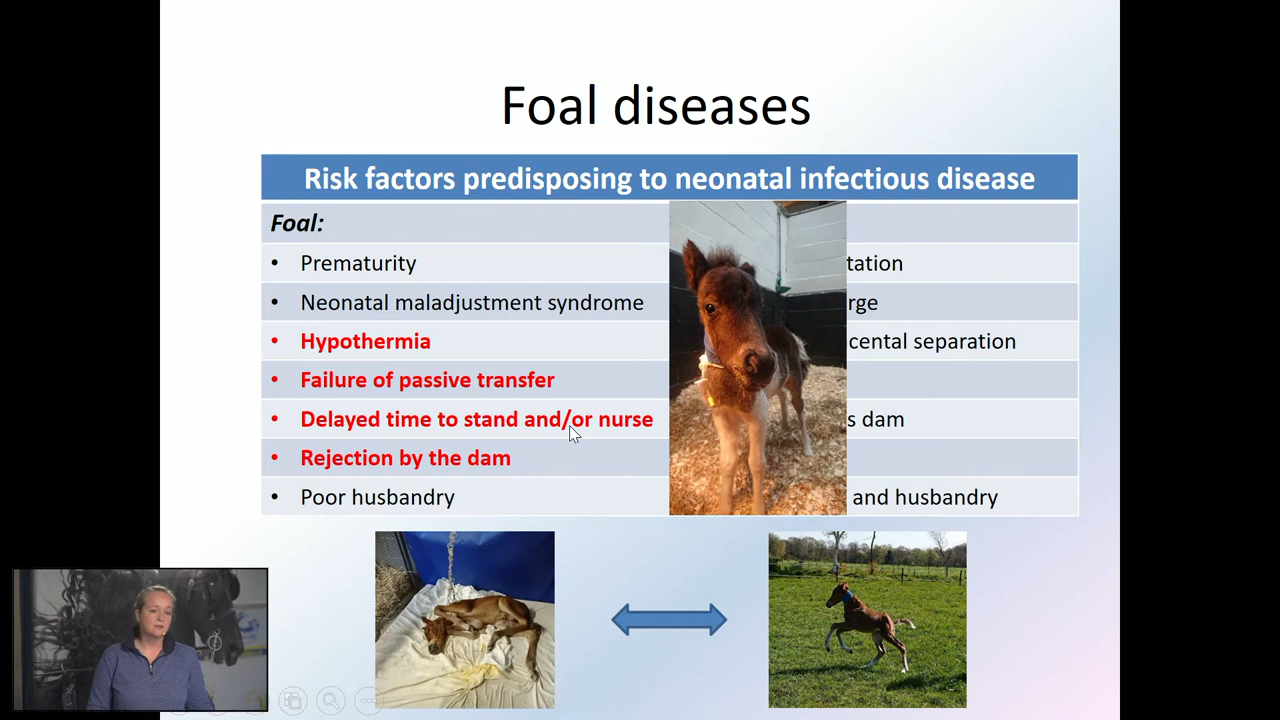 Foal diseases
Risk factors predisposing to neonatal infectious disease
Foal:
• Prematurity
tation
• Neonatal maladjustment syndrome
rge
• Hypothermia
cental separation
• Failure of passive transfer
• Delayed time to stand and/or nurse
s dam
• Rejection by the dam
• Poor husbandry
and husbandry